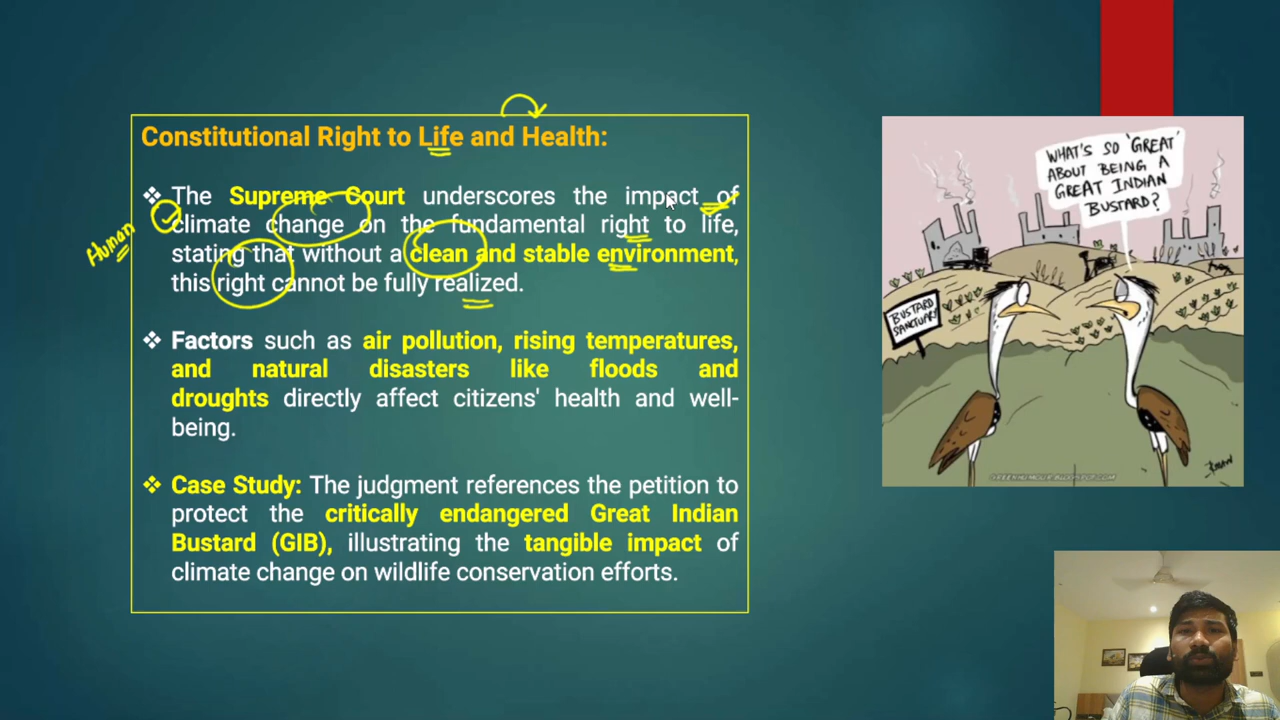 Constitutional Right to Life and Health:
❖ The Supreme Court underscores the impact of
climate change on the fundamental right to life,
stating that without a clean and stable environment,
this right cannot be fully realized.
Human
❖ Factors such as air pollution, rising temperatures,
and natural disasters like floods and
droughts directly affect citizens' health and well-
being.
❖ Case Study: The judgment references the petition to
protect the critically endangered Great Indian
Bustard (GIB), illustrating the tangible impact of
climate change on wildlife conservation efforts.
WHAT'S SO 'GREAT'
ABOUT BEING A
GREAT INDIAN
BUSTARD?
BUSTARD
SANCTUARY